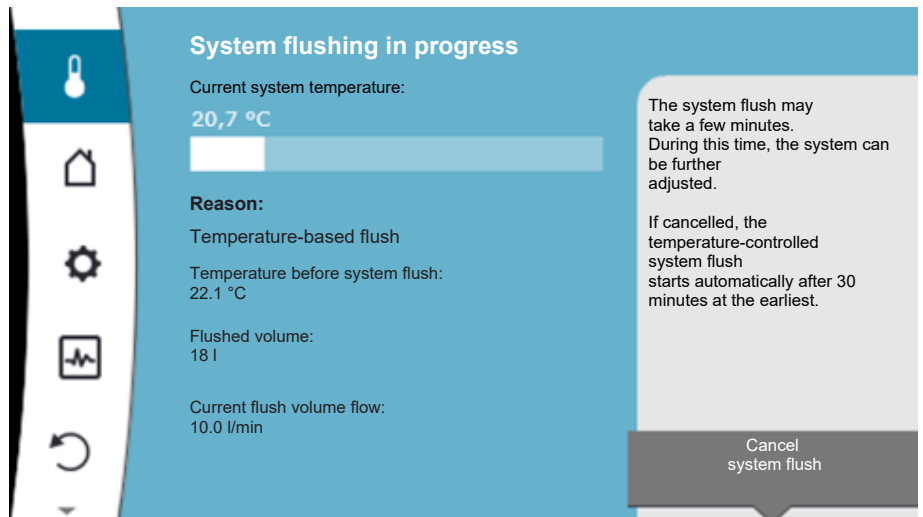 System flushing in progress
Current system temperature:
20,7 ºC
Reason:
Temperature-based flush
Temperature before system flush:
22.1 °C
Flushed volume:
18 l
Current flush volume flow:
10.0 l/min
The system flush may
take a few minutes.
During this time, the system can
be further
adjusted.
If cancelled, the
temperature-controlled
system flush
starts automatically after 30
minutes at the earliest.
Cancel
system flush